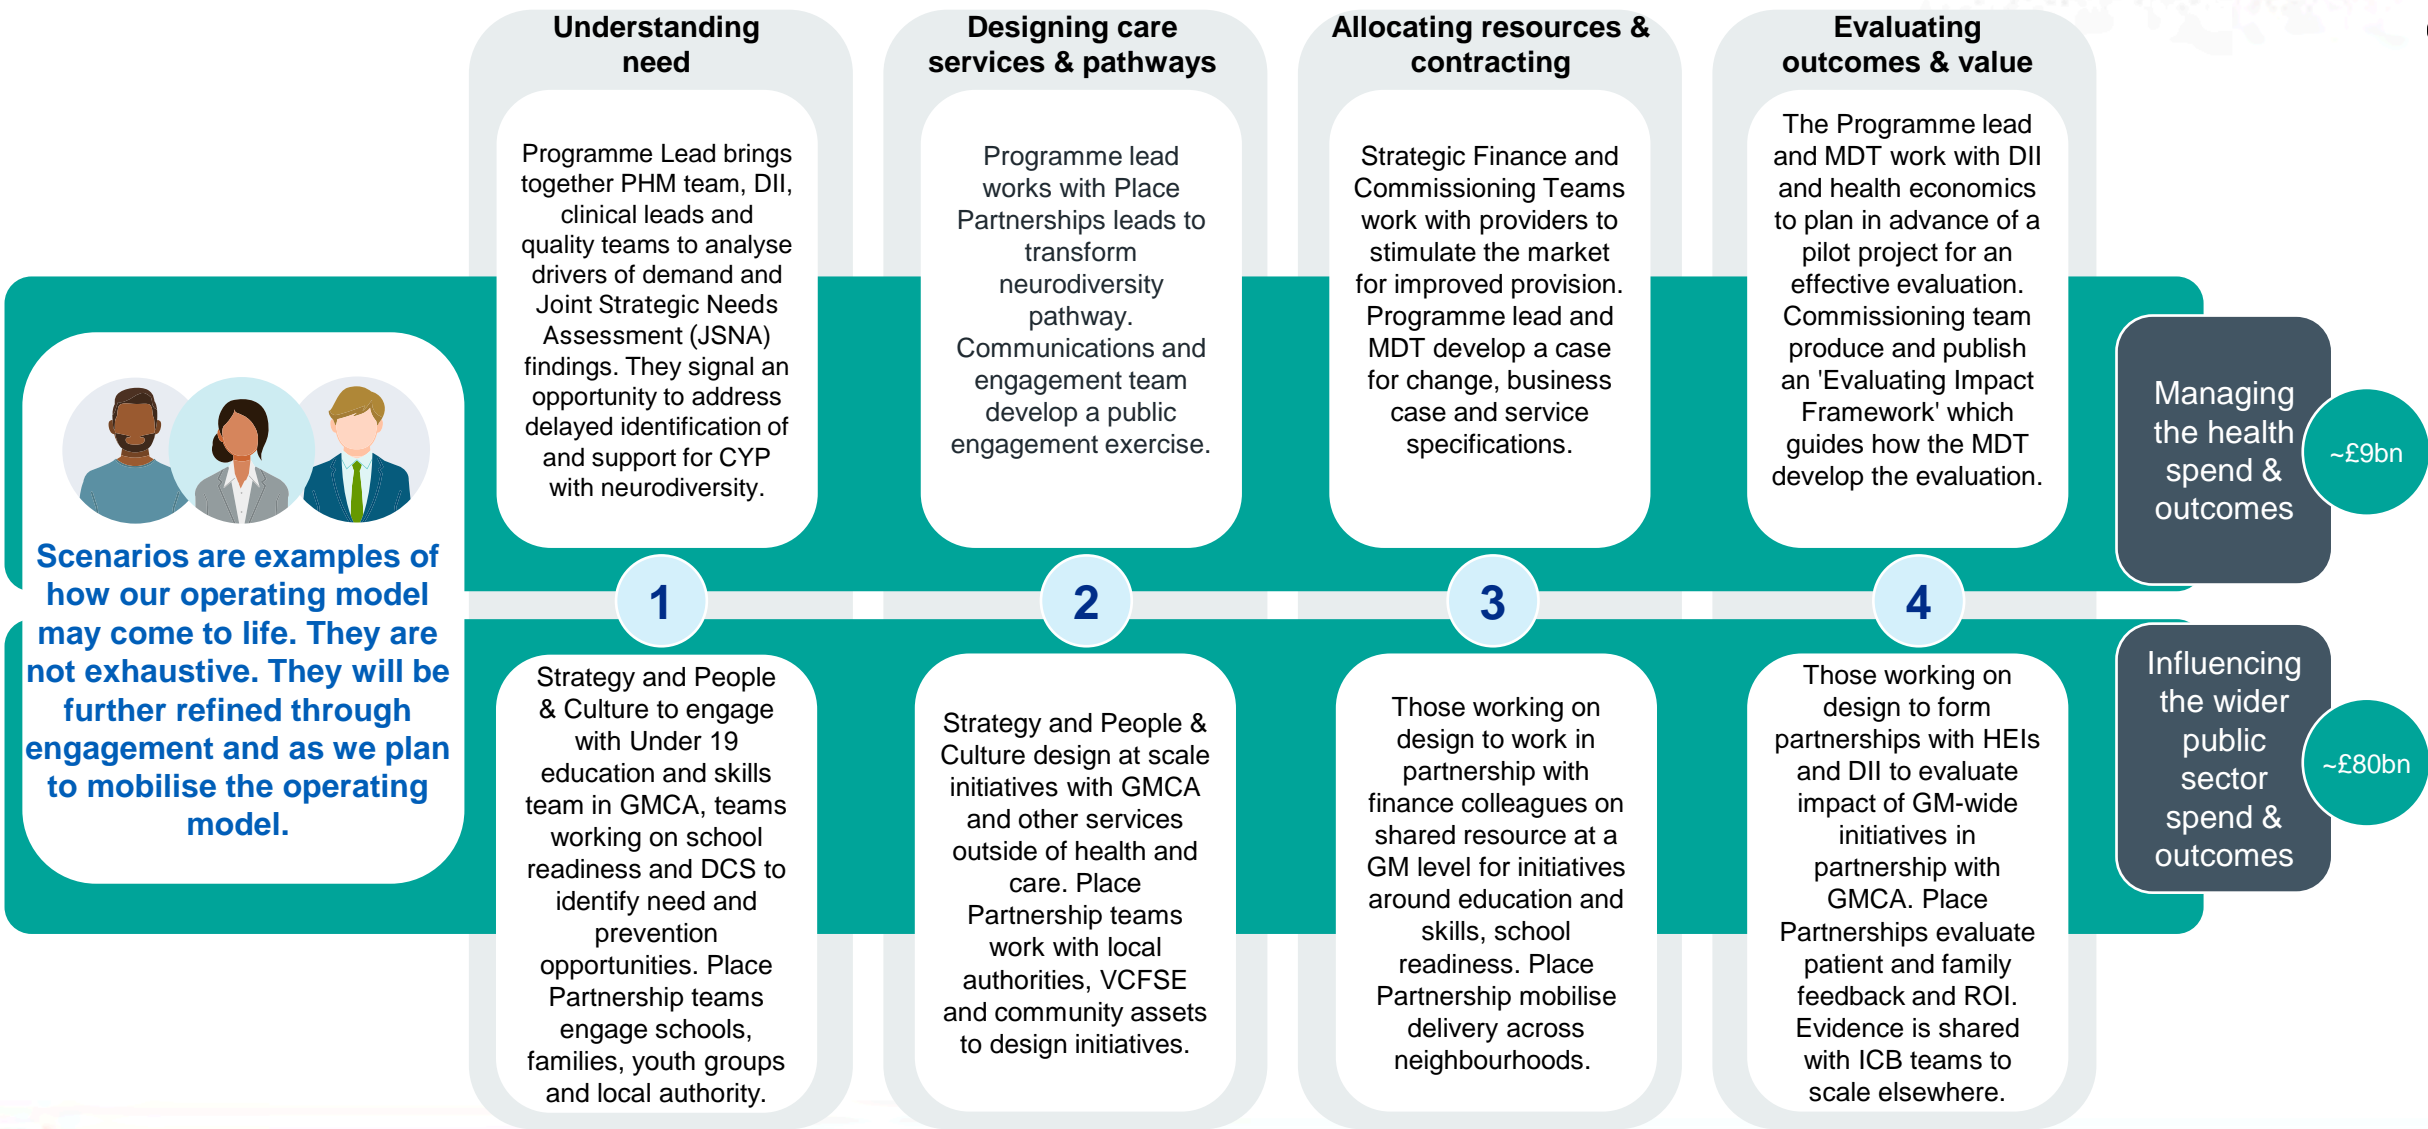 Understanding
need
Designing care
services & pathways
Allocating resources &
contracting
Evaluating
outcomes & value
Programme Lead brings
together PHM team, DII,
clinical leads and
quality teams to analyse
drivers of demand and
Joint Strategic Needs
Assessment (JSNA)
findings. They signal an
opportunity to address
delayed identification of
and support for CYP
with neurodiversity.
Programme lead
works with Place
Partnerships leads to
transform
neurodiversity
pathway.
Communications and
engagement team
develop a public
engagement exercise.
Strategic Finance and
Commissioning Teams
work with providers to
stimulate the market
for improved provision.
Programme lead and
MDT develop a case
for change, business
case and service
specifications.
The Programme lead
and MDT work with DII
and health economics
to plan in advance of a
pilot project for an
effective evaluation.
Commissioning team
produce and publish
an 'Evaluating Impact
Framework' which
guides how the MDT
develop the evaluation.
Managing
the health
spend &
outcomes
~£9bn
Scenarios are examples of
how our operating model
may come to life. They are
not exhaustive. They will be
further refined through
engagement and as we plan
to mobilise the operating
model.
1
2
3
4
Strategy and People
& Culture to engage
with Under 19
education and skills
team in GMCA, teams
working on school
readiness and DCS to
identify need and
prevention
opportunities. Place
Partnership teams
engage schools,
families, youth groups
and local authority.
Strategy and People &
Culture design at scale
initiatives with GMCA
and other services
outside of health and
care. Place
Partnership teams
work with local
authorities, VCFSE
and community assets
to design initiatives.
Those working on
design to work in
partnership with
finance colleagues on
shared resource at a
GM level for initiatives
around education and
skills, school
readiness. Place
Partnership mobilise
delivery across
neighbourhoods.
Those working on
design to form
partnerships with HEIs
and DII to evaluate
impact of GM-wide
initiatives in
partnership with
GMCA. Place
Partnerships evaluate
patient and family
feedback and ROI.
Evidence is shared
with ICB teams to
scale elsewhere.
Influencing
the wider
public
sector
spend &
outcomes
~£80bn